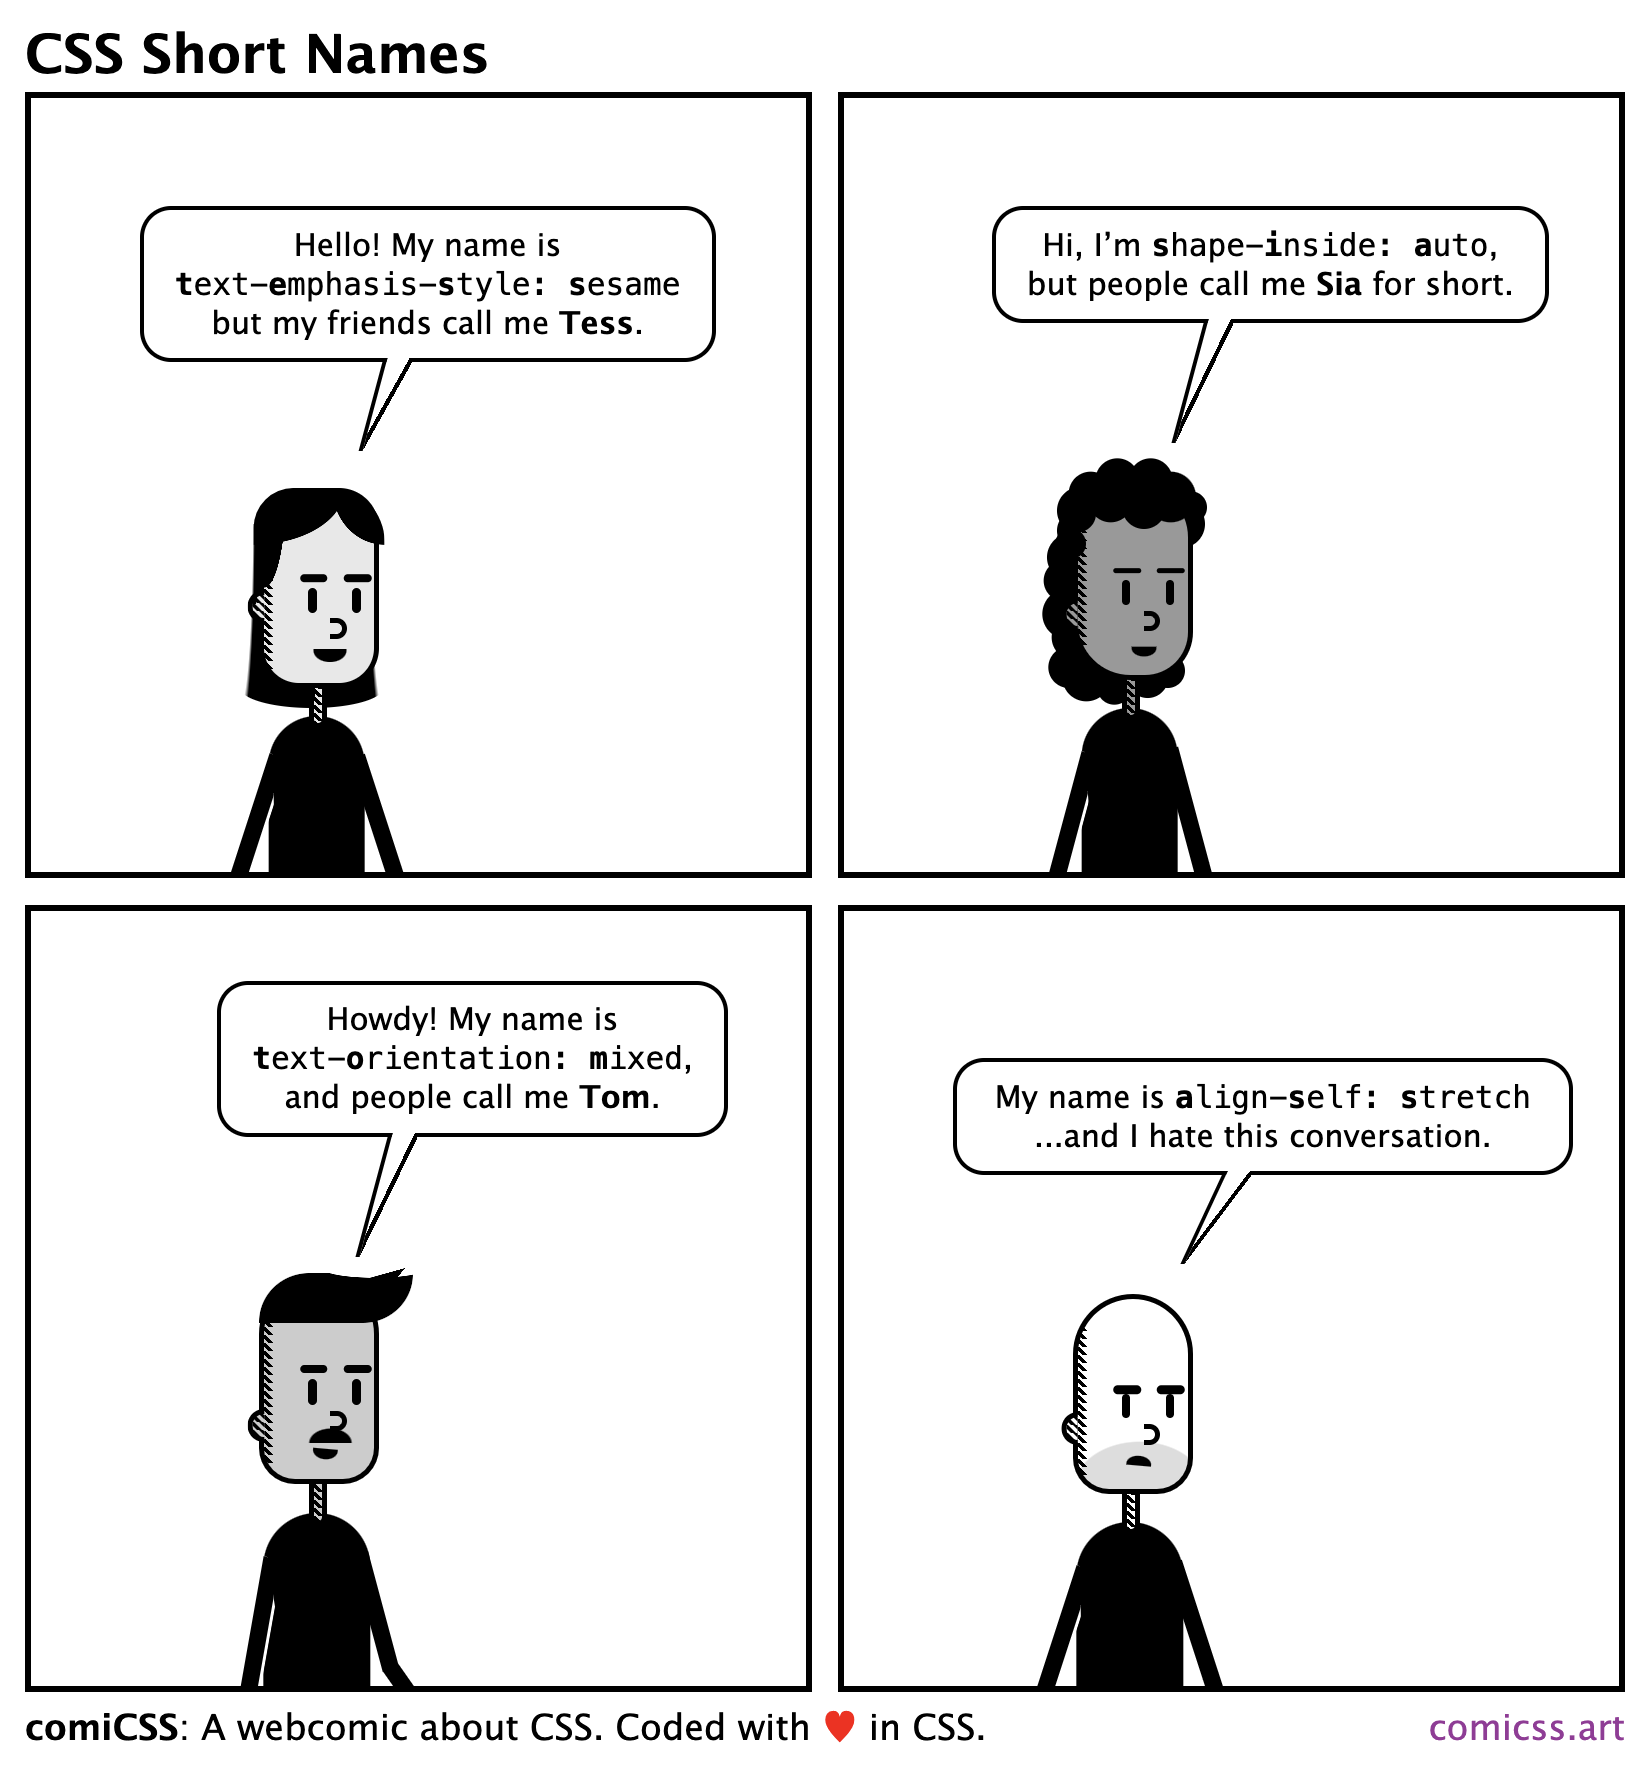 CSS Short Names
Hello! My name is
text-emphasis-style: sesame
but my friends call me Tess.
Hi, I’m shape-inside: auto,
but people call me Sia for short.
Howdy! My name is
text-orientation: mixed,
and people call me Tom.
My name is align-self: stretch
...and I hate this conversation.
comiCSS: A webcomic about CSS. Coded with ♥ in CSS.
comicss.art